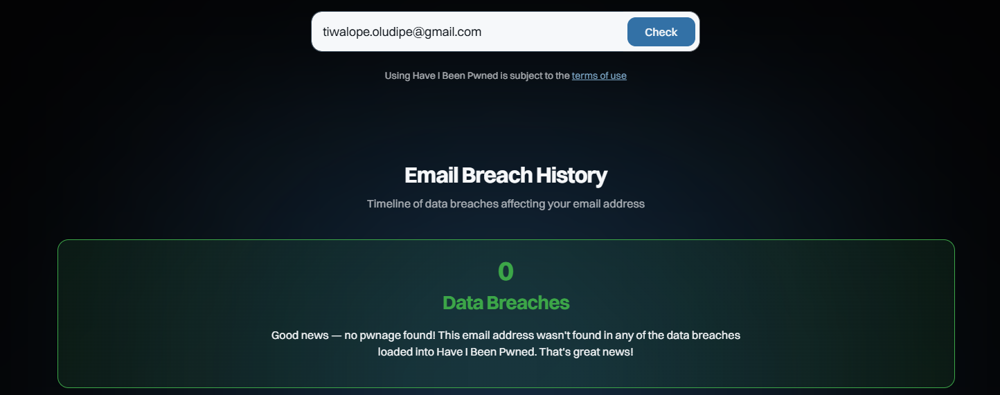 tiwalope.oludipe@gmail.com
Check
Using Have I Been Pwned is subject to the terms of use
Email Breach History
Timeline of data breaches affecting your email address
0
Data Breaches
Good news — no pwnage found! This email address wasn't found in any of the data breaches
loaded into Have I Been Pwned. That's great news!